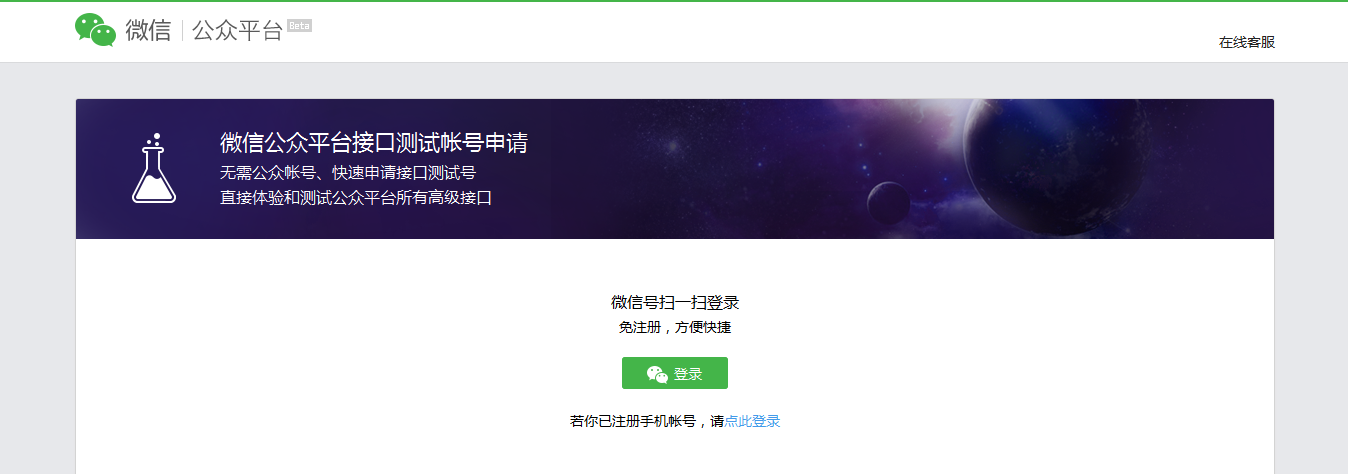 微信 公众平台 Beta
在线客服
微信公众平台接口测试帐号申请
无需公众帐号、快速申请接口测试号
直接体验和测试公众平台所有高级接口
微信号扫一扫登录
免注册，方便快捷
登录
若你已注册手机帐号，请点此登录